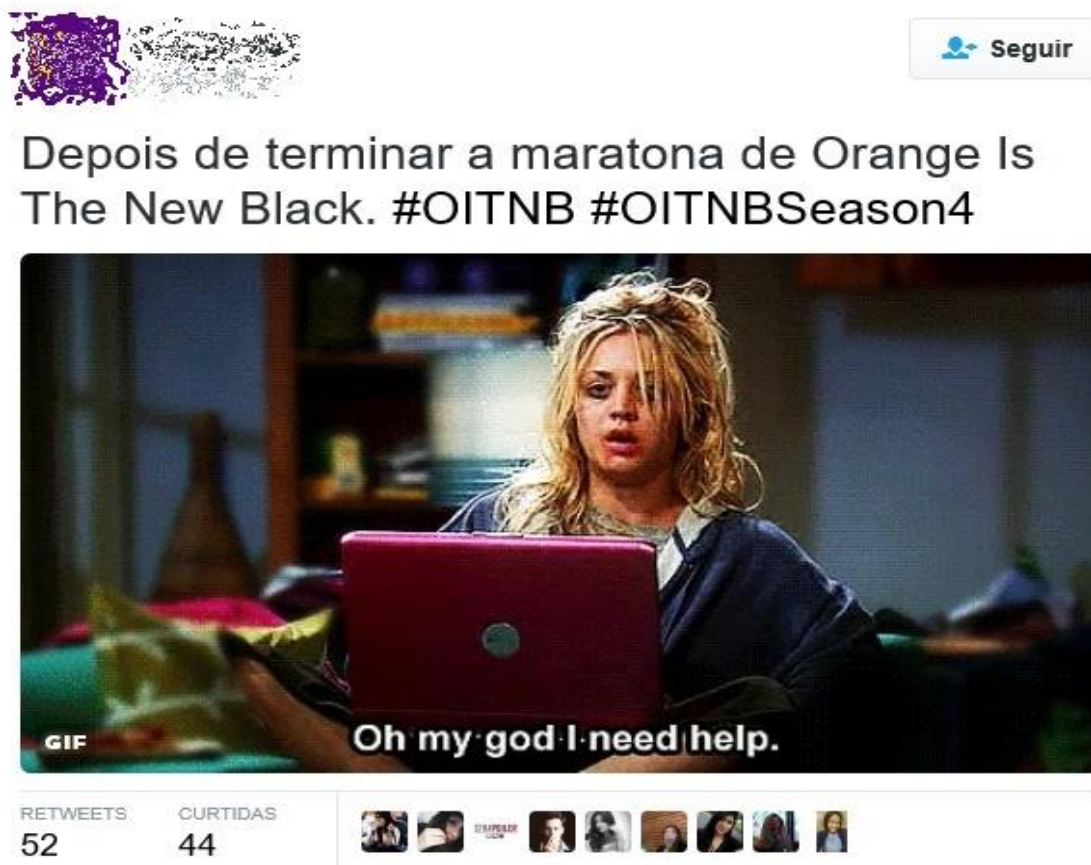 Seguir
Depois de terminar a maratona de Orange Is
The New Black. #OITNB #OITNBSeason4
GIF
Oh my god I need help.
RETWEETS
CURTIDAS
52
44